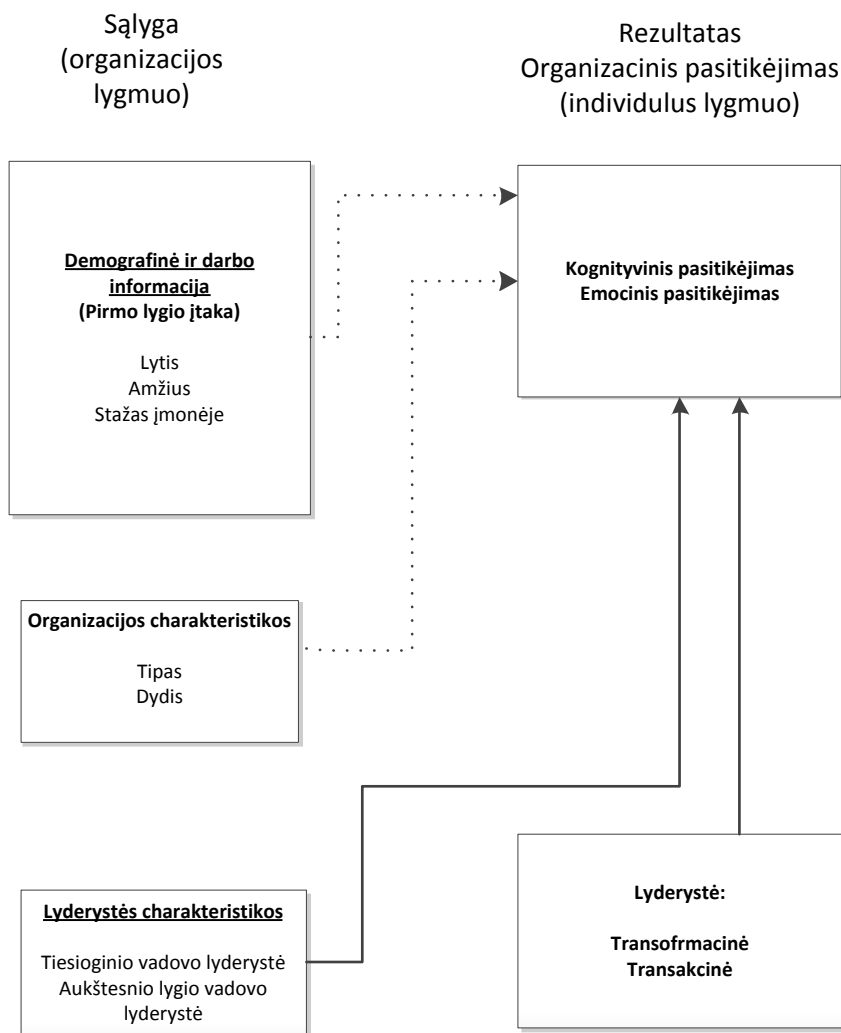 Sąlyga
(organizacijos
lygmuo)
Rezultatas
Organizacinis pasitikėjimas
(individulus lygmuo)
Demografinė ir darbo
informacija
(Pirmo lygio įtaka)
Lytis
Amžius
Stažas įmonėje
Kognityvinis pasitikėjimas
Emocinis pasitikėjimas
Organizacijos charakteristikos
Tipas
Dydis
Lyderystės charakteristikos
Tiesioginio vadovo lyderystė
Aukštesnio lygio vadovo
lyderystė
Lyderystė:
Transofrmacinė
Transakcinė